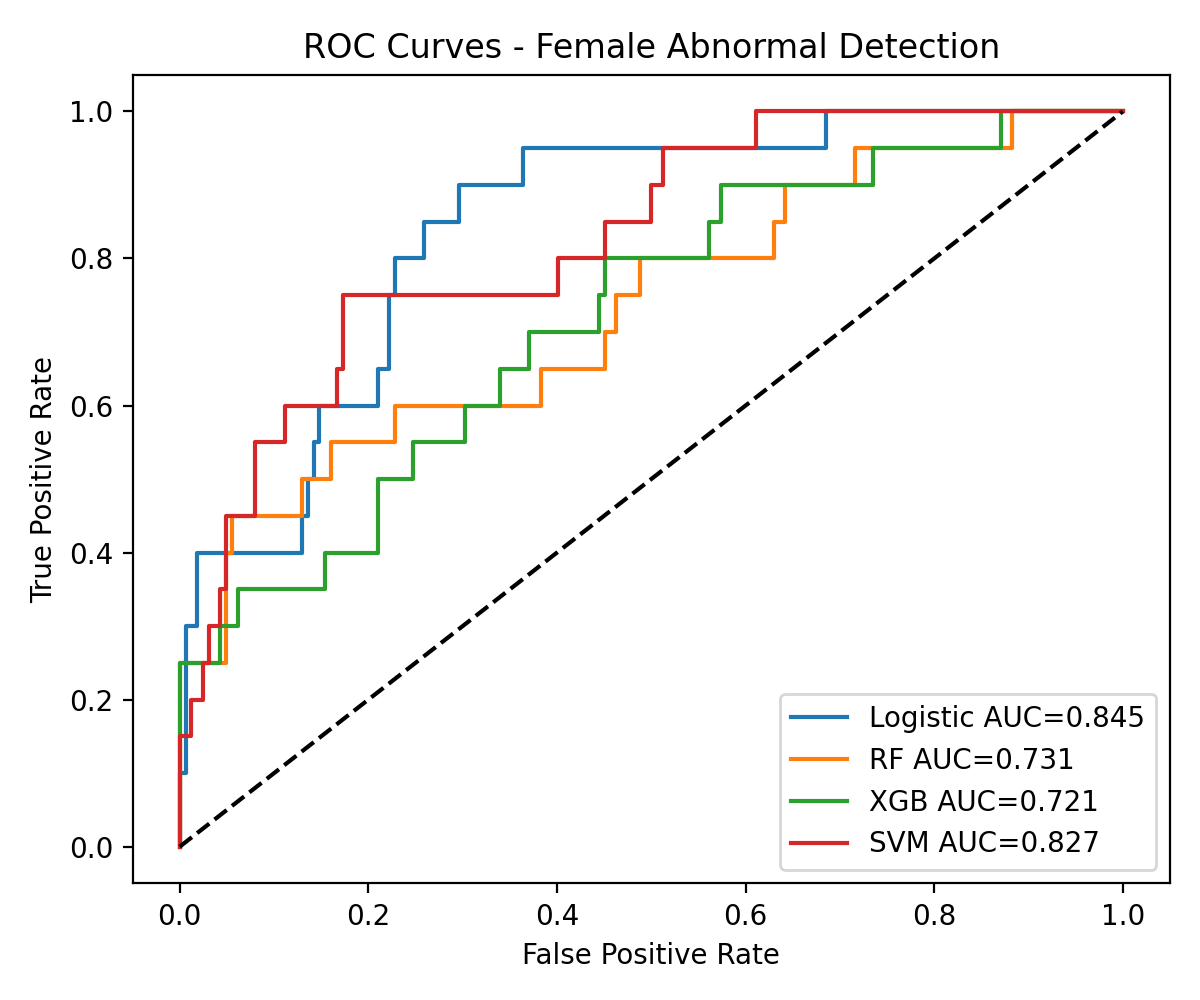 ROC Curves - Female Abnormal Detection
1.0
0.8
0.6
0.4
0.2
0.0
True Positive Rate
0.0 0.2 0.4 0.6 0.8 1.0
False Positive Rate
Logistic AUC=0.845
RF AUC=0.731
XGB AUC=0.721
SVM AUC=0.827